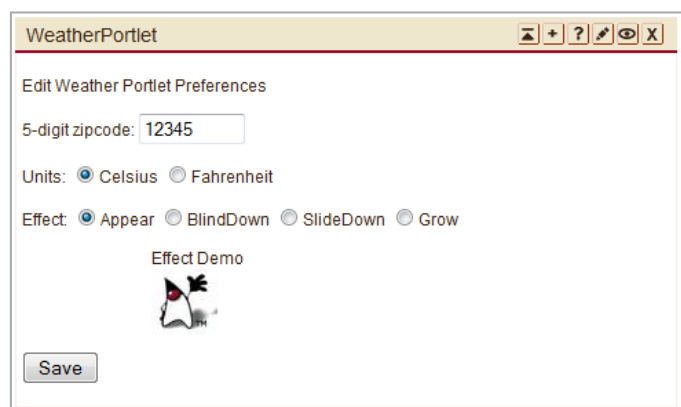 WeatherPortlet + ? X
Edit Weather Portlet Preferences
5-digit zipcode: 12345
Units: Celsius Fahrenheit
Effect: Appear BlindDown SlideDown Grow
Effect Demo
TM
Save